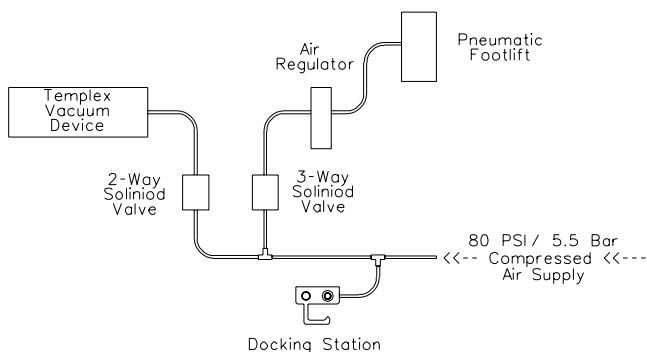 Pneumatic
Footlift
Air
Regulator
Templex
Vacuum
Device
2-Way
Soliniod
Valve
3-Way
Soliniod
Valve
80 PSI/ 5.5 Bar
<<-- Compressed <<---
Air Supply
Docking Station